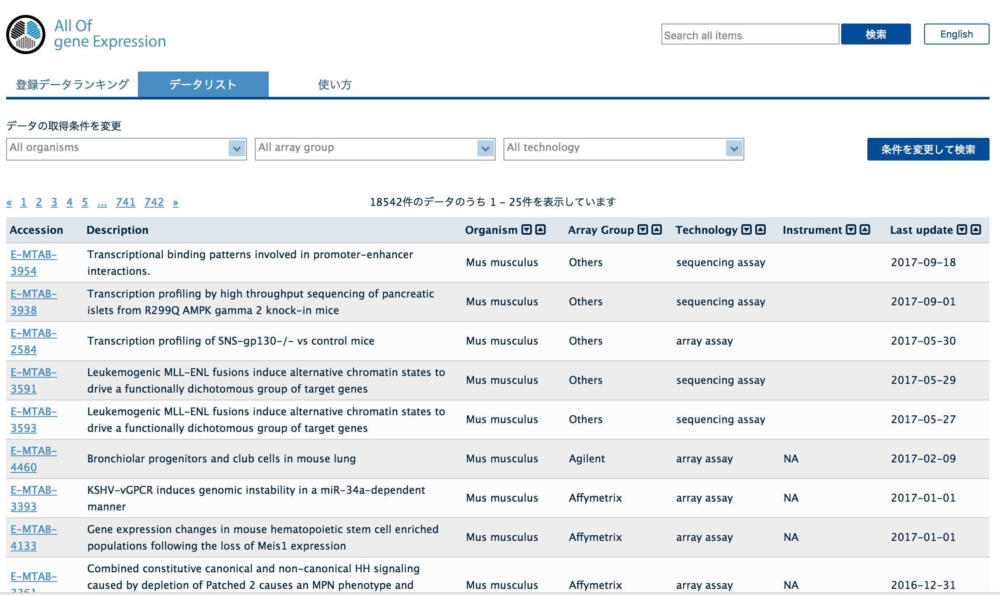 All Of
gene Expression
Search all items
検索
English
登録データランキング
データリスト
使い方
データの取得条件を変更
All organisms
All array group
All technology
条件を変更して検索
« 1 2 3 4 5 ... 741 742 »
18542件のデータのうち 1 – 25件を表示しています
Accession Description Organism Array Group Technology Instrument Last update
E-MTAB-
3954
Transcriptional binding patterns involved in promoter-enhancer
interactions.
Mus musculus Others sequencing assay 2017-09-18
E-MTAB-
3938
Transcription profiling by high throughput sequencing of pancreatic
islets from R299Q AMPK gamma 2 knock-in mice
Mus musculus Others sequencing assay 2017-09-01
E-MTAB-
2584
Transcription profiling of SNS-gp130-/- vs control mice
Mus musculus Others array assay 2017-05-30
E-MTAB-
3591
Leukemogenic MLL-ENL fusions induce alternative chromatin states to
drive a functionally dichotomous group of target genes
Mus musculus Others sequencing assay 2017-05-29
E-MTAB-
3593
Leukemogenic MLL-ENL fusions induce alternative chromatin states to
drive a functionally dichotomous group of target genes
Mus musculus Others sequencing assay 2017-05-27
E-MTAB-
4460
Bronchiolar progenitors and club cells in mouse lung
Mus musculus Agilent array assay NA 2017-02-09
E-MTAB-
3393
KSHV-vGPCR induces genomic instability in a miR-34a-dependent
manner
Mus musculus Affymetrix array assay NA 2017-01-01
E-MTAB-
4133
Gene expression changes in mouse hematopoietic stem cell enriched
populations following the loss of Meis1 expression
Mus musculus Affymetrix array assay NA 2017-01-01
E-MTAB-
3361
Combined constitutive canonical and non-canonical HH signaling
caused by depletion of Patched 2 causes an MPN phenotype and
Mus musculus Affymetrix array assay NA 2016-12-31